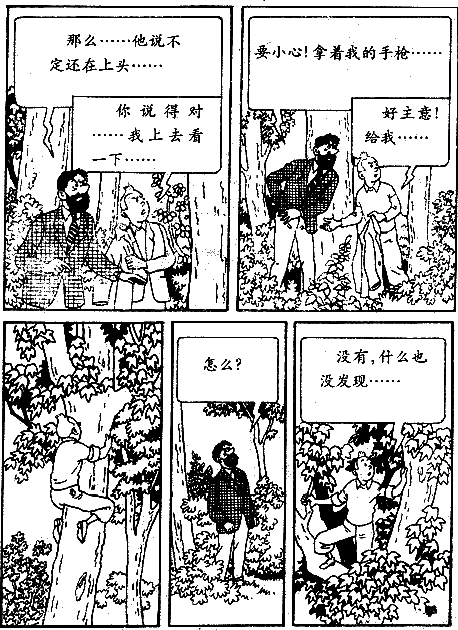 那么……他说不
定还在上头……
你说得对
……我上去看
一下……
要小心!拿着我的手枪……
好主意!
给我……
怎么?
没有,什么也
没发现……